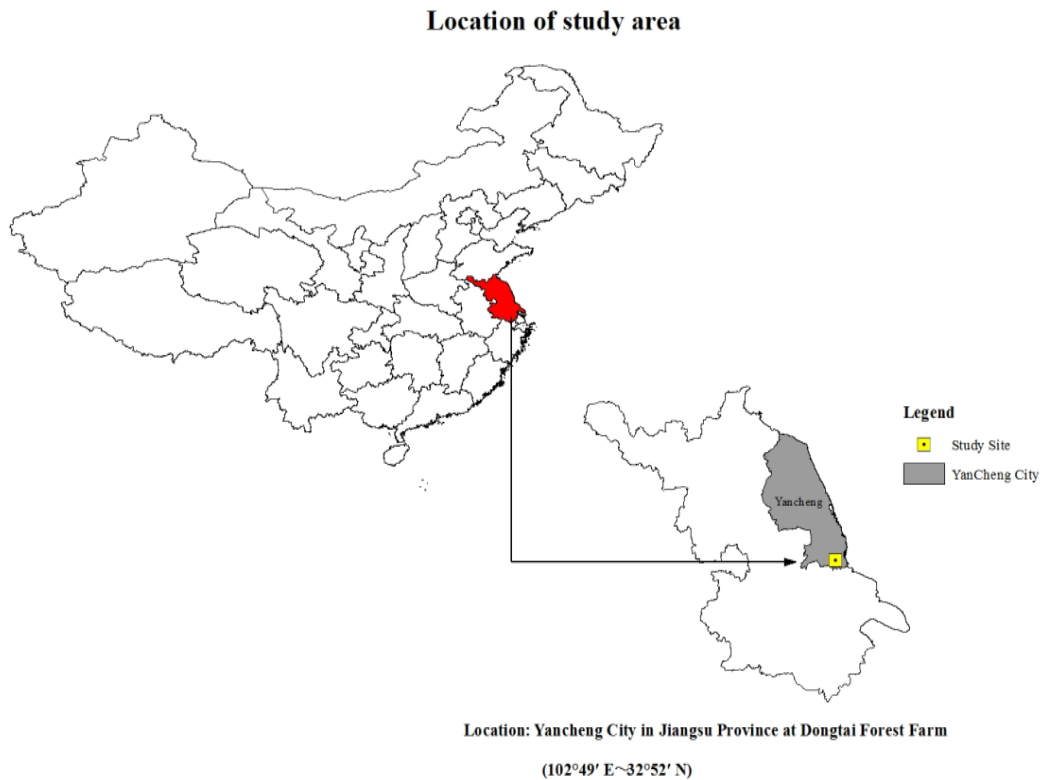 Location of study area
Legend
Study Site
YanCheng City
Yancheng
Location: Yancheng City in Jiangsu Province at Dongtai Forest Farm
(102°49′ E~32°52′ N)